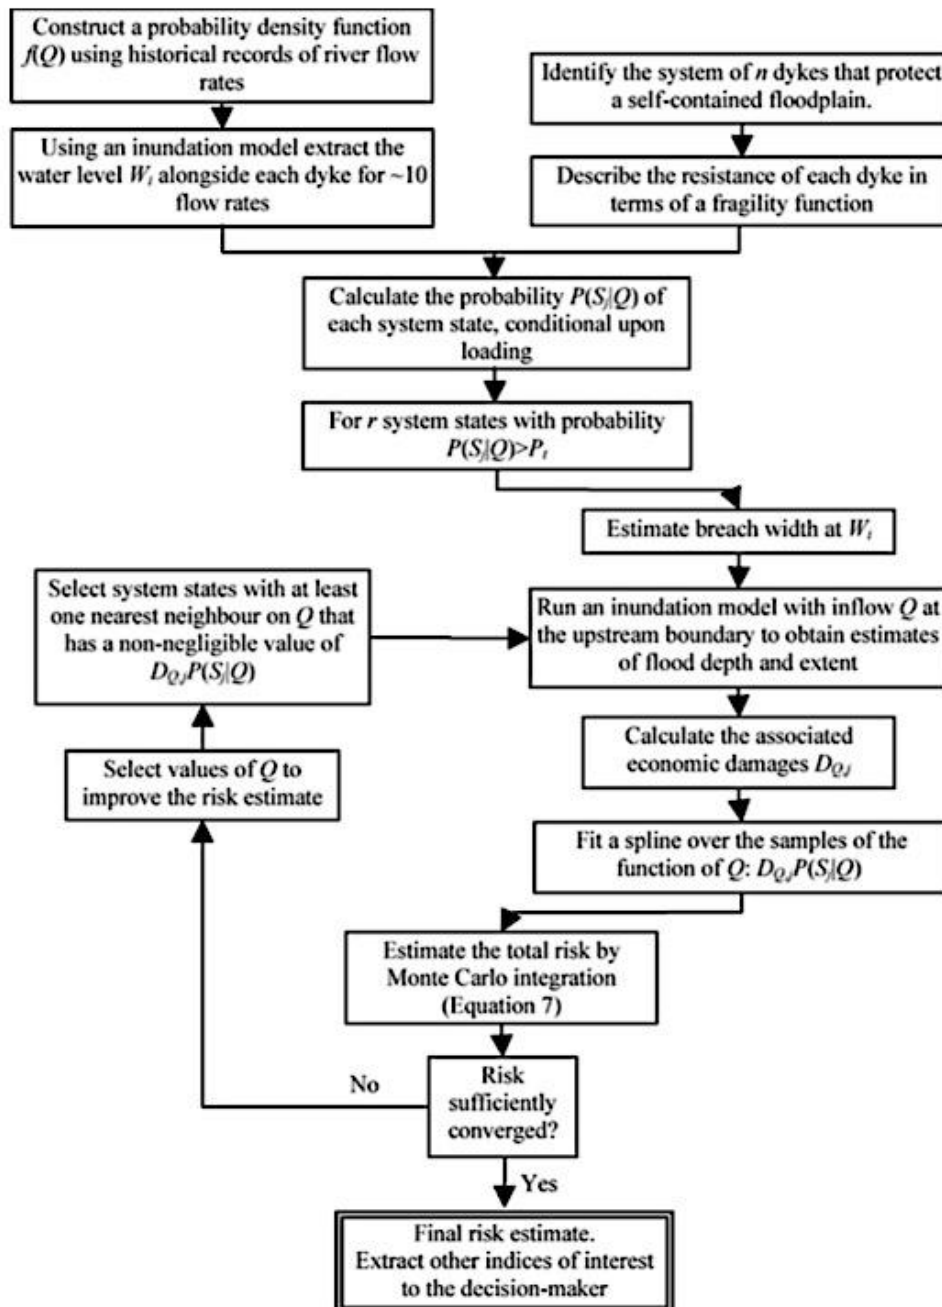 Construct a probability density function
f(Q) using historical records of river flow
rates
Identify the system of n dykes that protect
a self-contained floodplain.
Using an inundation model extract the
water level Wi alongside each dyke for ~10
flow rates
Describe the resistance of each dyke in
terms of a fragility function
Calculate the probability P(Sj|Q) of
each system state, conditional upon
loading
For r system states with probability
P(Sj|Q)>Pt
Estimate breach width at Wi
Select system states with at least
one nearest neighbour on Q that
has a non-negligible value of
DQ,jP(Sj|Q)
Run an inundation model with inflow Q at
the upstream boundary to obtain estimates
of flood depth and extent
Select values of Q to
improve the risk estimate
Calculate the associated
economic damages DQ,j
Fit a spline over the samples of the
function of Q: DQ,jP(Sj|Q)
Estimate the total risk by
Monte Carlo integration
(Equation 7)
No
Risk
sufficiently
converged?
Yes
Final risk estimate.
Extract other indices of interest
to the decision-maker